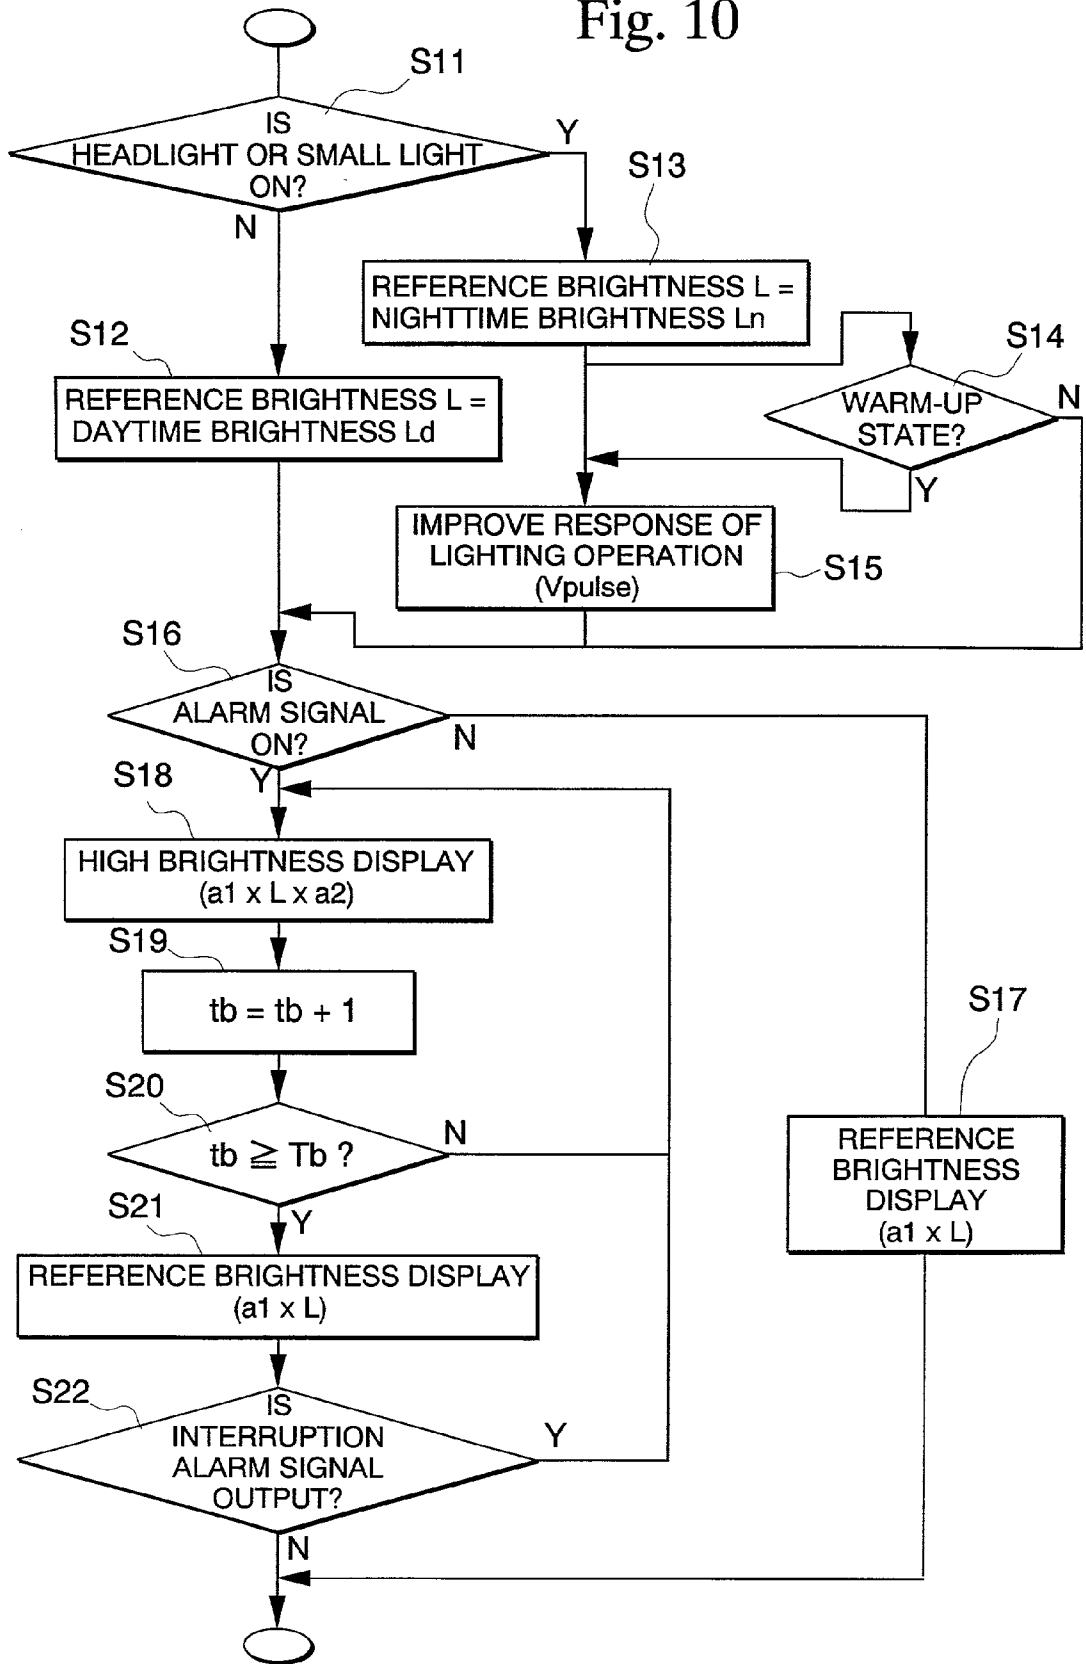 Fig. 10
S11
IS
HEADLIGHT OR SMALL LIGHT
ON?
Y
N
S13
REFERENCE BRIGHTNESS L =
NIGHTTIME BRIGHTNESS Ln
S12
REFERENCE BRIGHTNESS L =
DAYTIME BRIGHTNESS Ld
S14
WARM-UP
STATE?
N
Y
IMPROVE RESPONSE OF
LIGHTING OPERATION
(Vpulse)
S15
S16
IS
ALARM SIGNAL
ON?
N
Y
S18
HIGH BRIGHTNESS DISPLAY
(a1 x L x a2)
S19
tb = tb + 1
S17
REFERENCE
BRIGHTNESS
DISPLAY
(a1 x L)
S20
tb ≧ Tb ?
N
Y
S21
REFERENCE BRIGHTNESS DISPLAY
(a1 x L)
S22
IS
INTERRUPTION
ALARM SIGNAL
OUTPUT?
Y
N